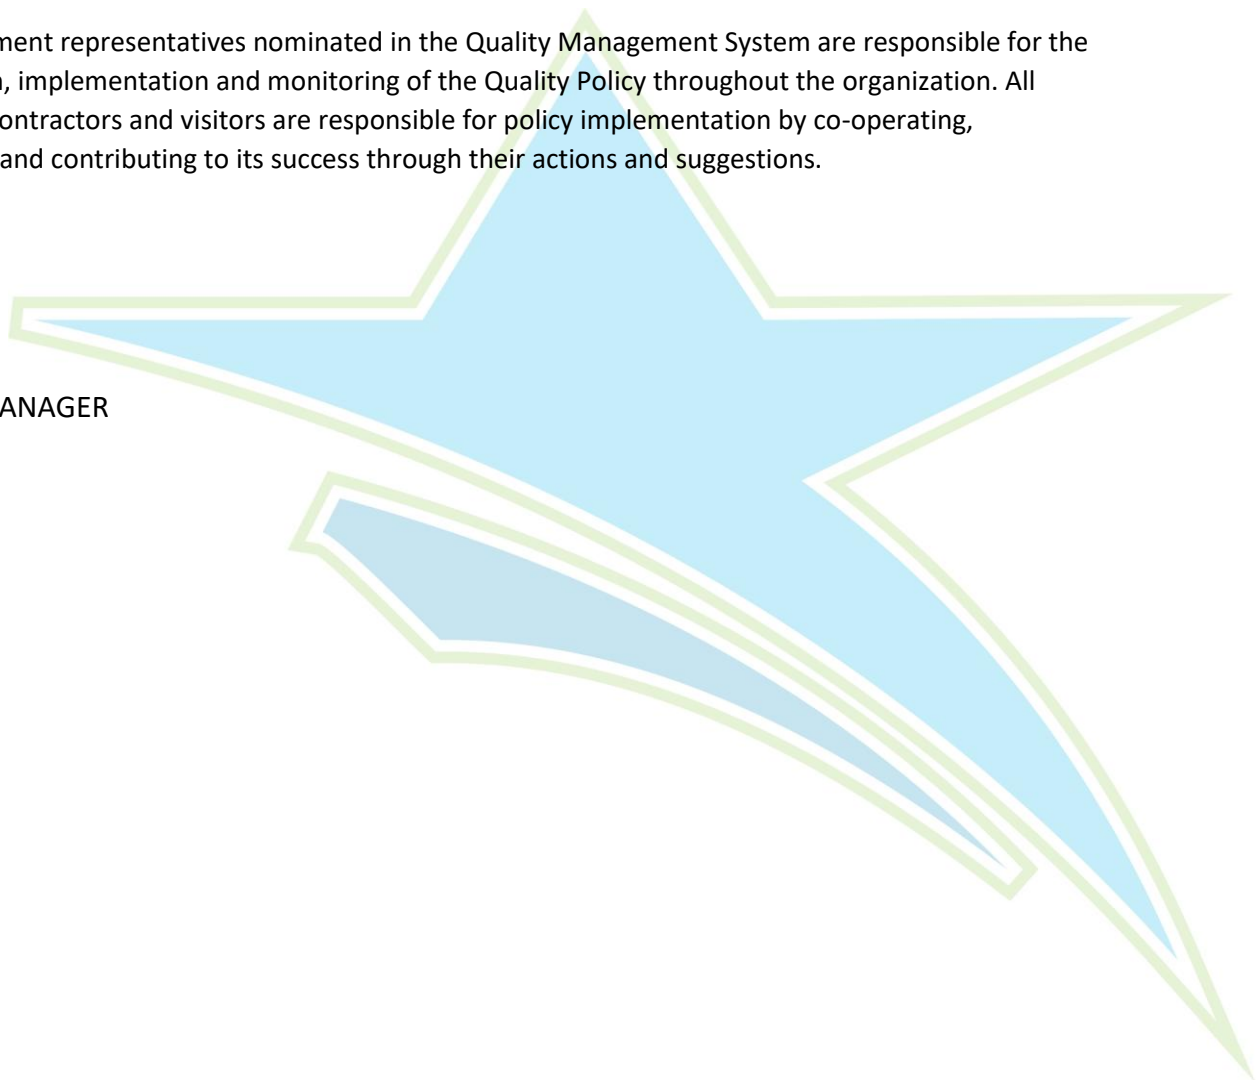 ment representatives nominated in the Quality Management System are responsible for the
, implementation and monitoring of the Quality Policy throughout the organization. All
ontractors and visitors are responsible for policy implementation by co-operating,
and contributing to its success through their actions and suggestions.
ANAGER